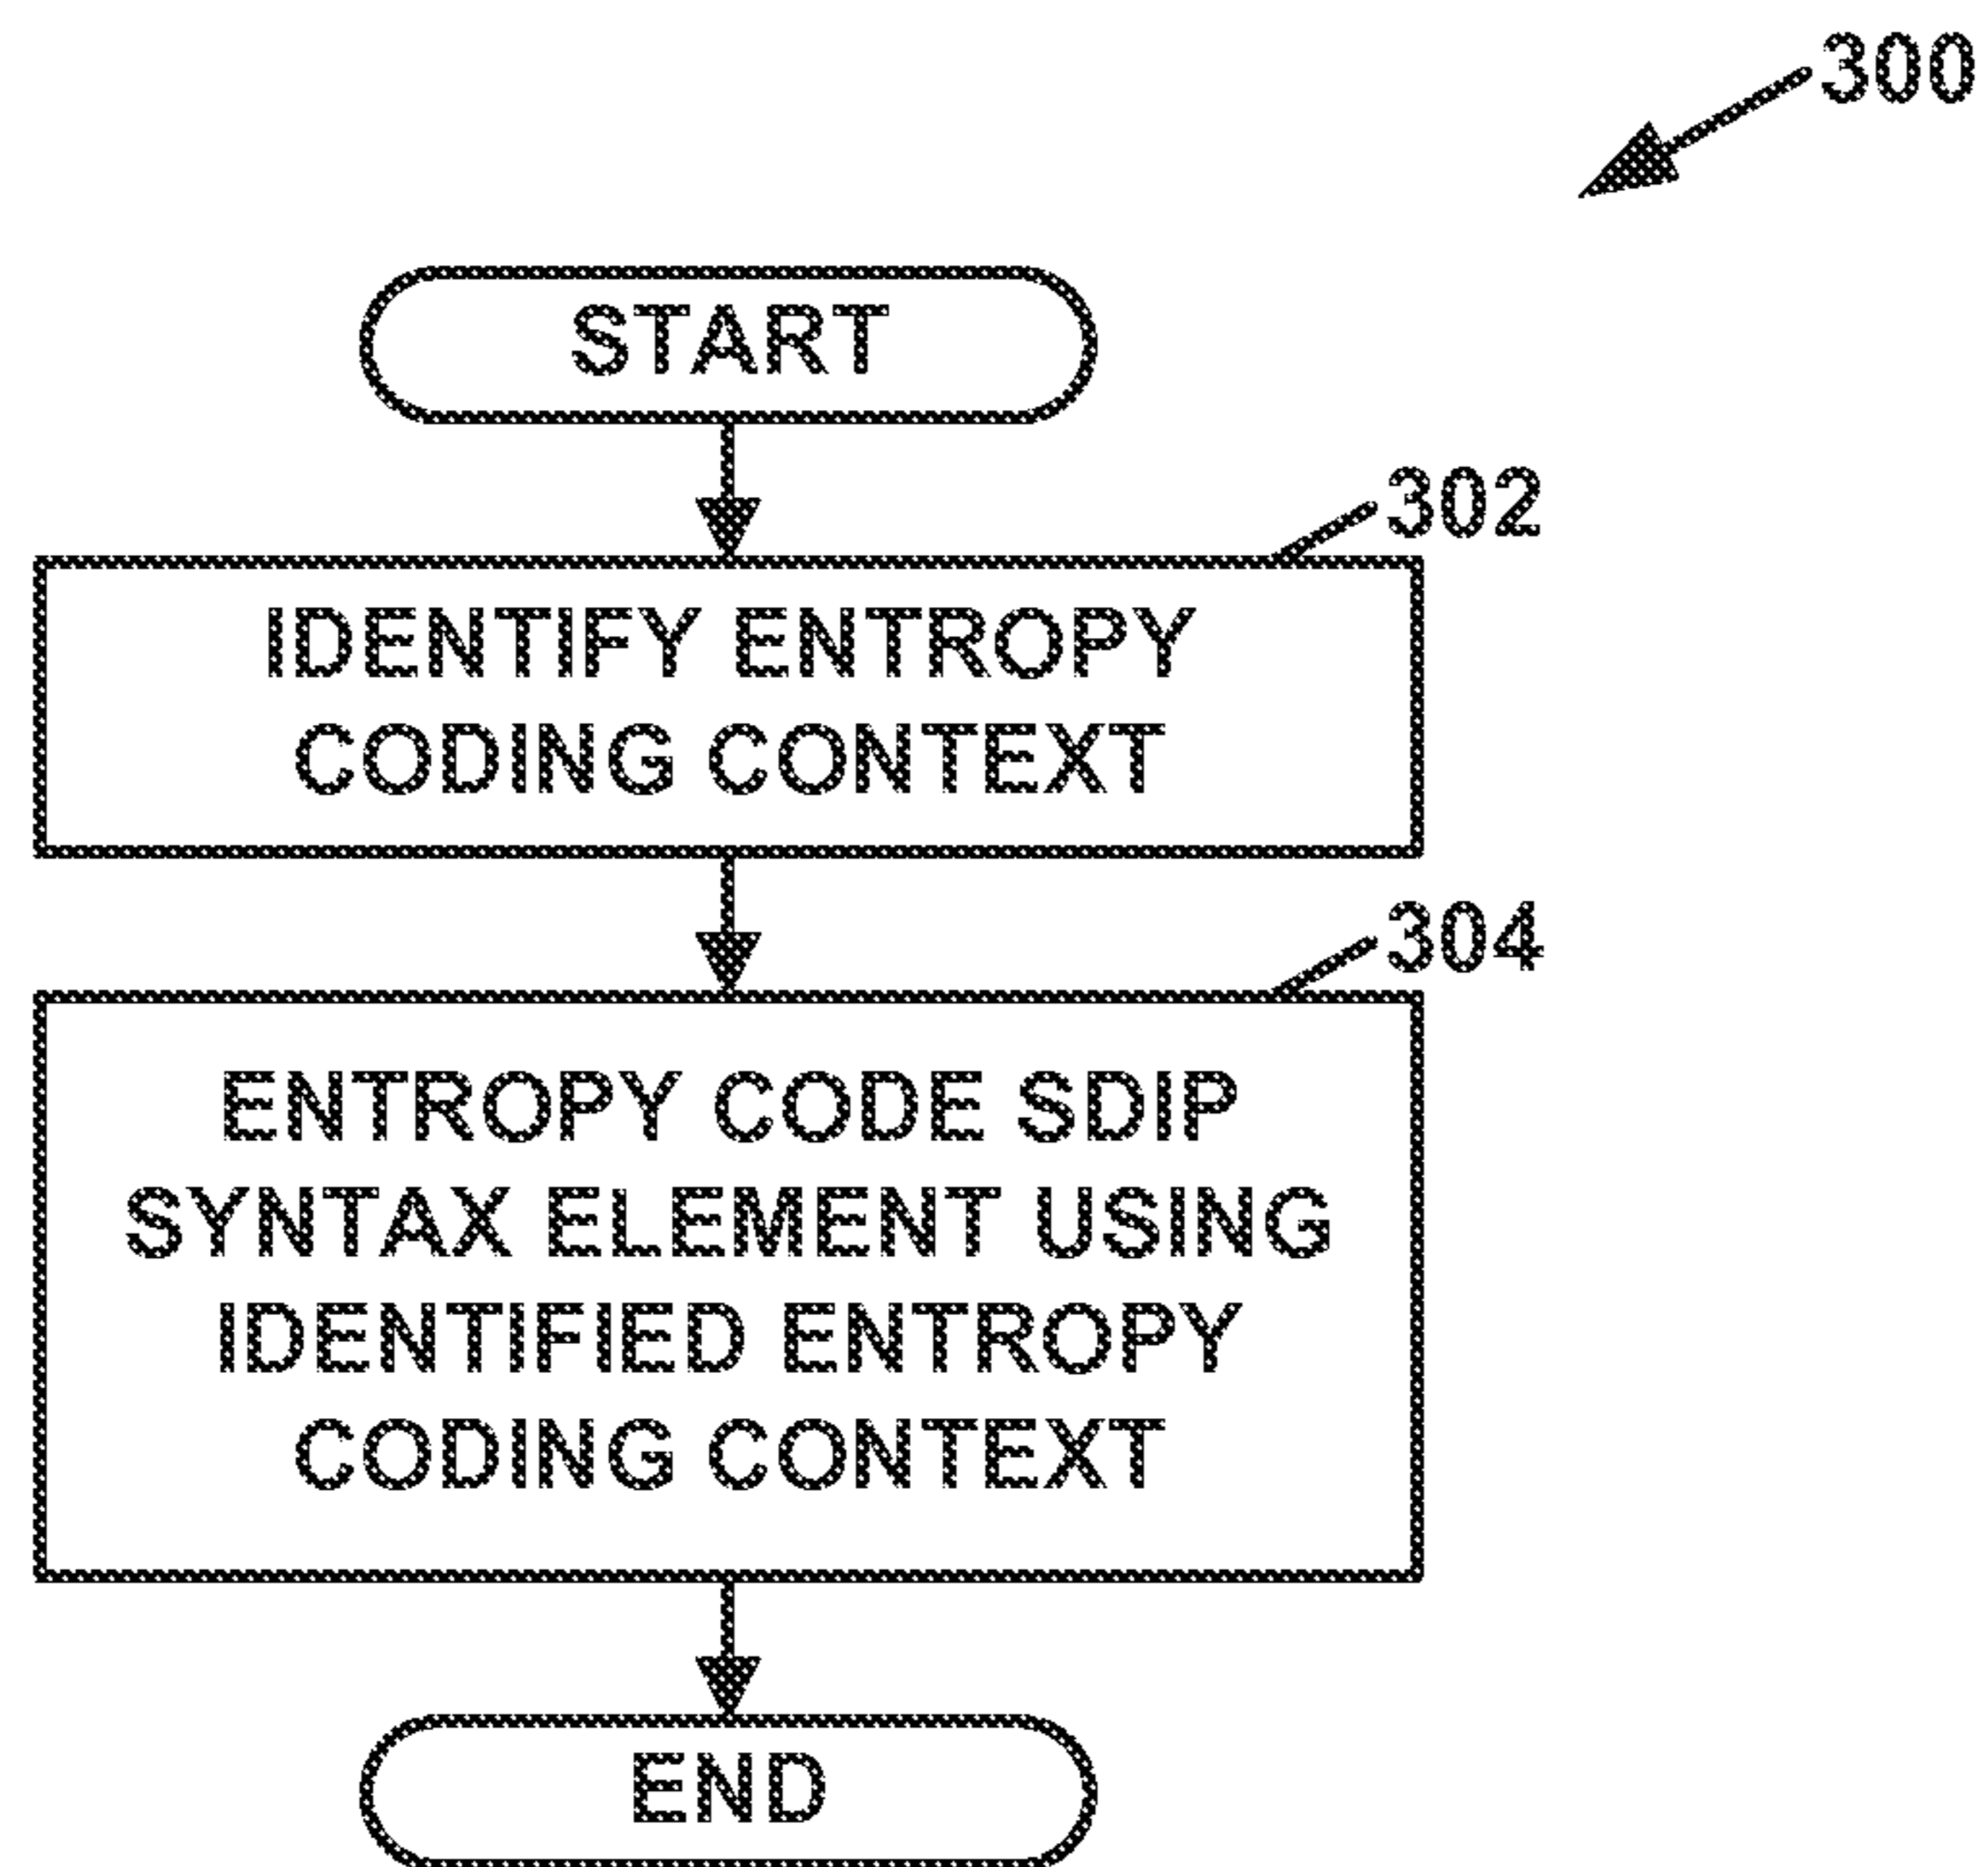 300
START
302
IDENTIFY ENTROPY
CODING CONTEXT
304
ENTROPY CODE SDIP
SYNTAX ELEMENT USING
IDENTIFIED ENTROPY
CODING CONTEXT
END